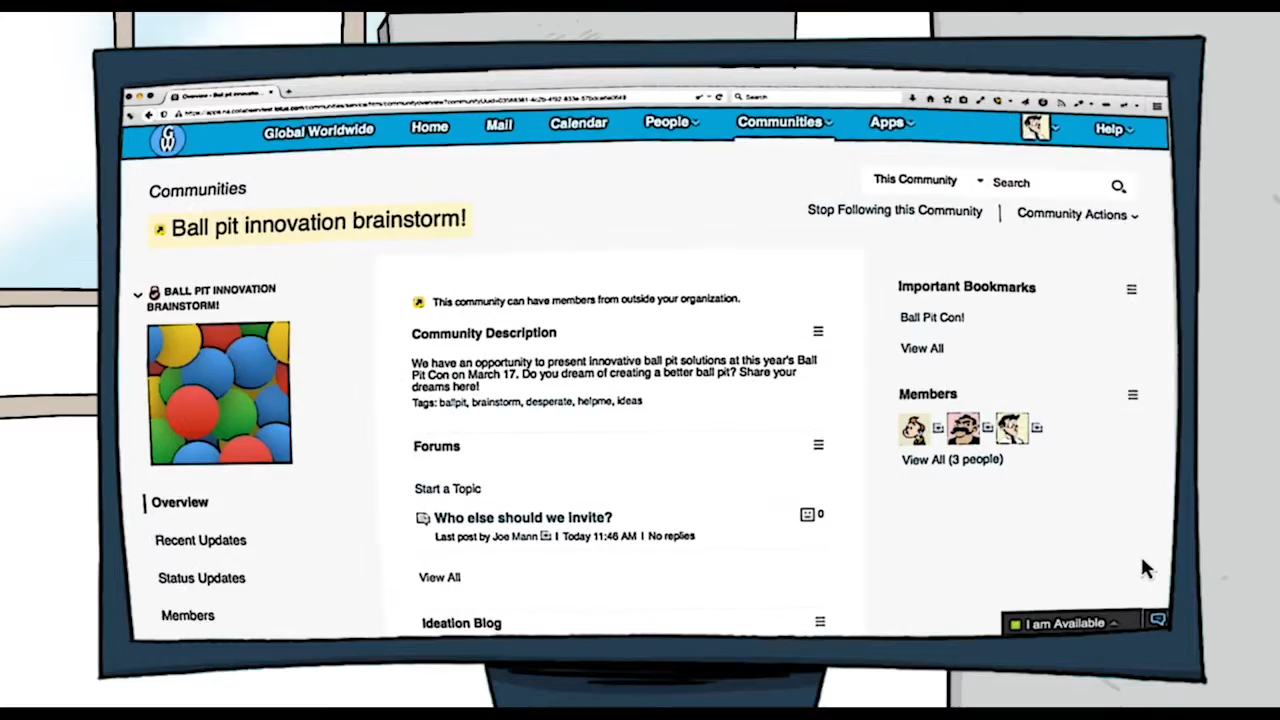 Overview - Ball pit innovatio...
Search
GW
Global Worldwide
Home
Mail
Calendar
People
Communities
Apps
Help
Communities
This Community
Search
Ball pit innovation brainstorm!
Stop Following this Community | Community Actions
BALL PIT INNOVATION
BRAINSTORM!
This community can have members from outside your organization.
Community Description
We have an opportunity to present innovative ball pit solutions at this year's Ball
Pit Con on March 17. Do you dream of creating a better ball pit? Share your
dreams here!
Tags: ballpit, brainstorm, desperate, helpme, ideas
Forums
Start a Topic
Who else should we invite?
0
Last post by Joe Mann | Today 11:46 AM | No replies
View All
Ideation Blog
Important Bookmarks
Ball Pit Con!
View All
Members
View All (3 people)
Overview
Recent Updates
Status Updates
Members
I am Available